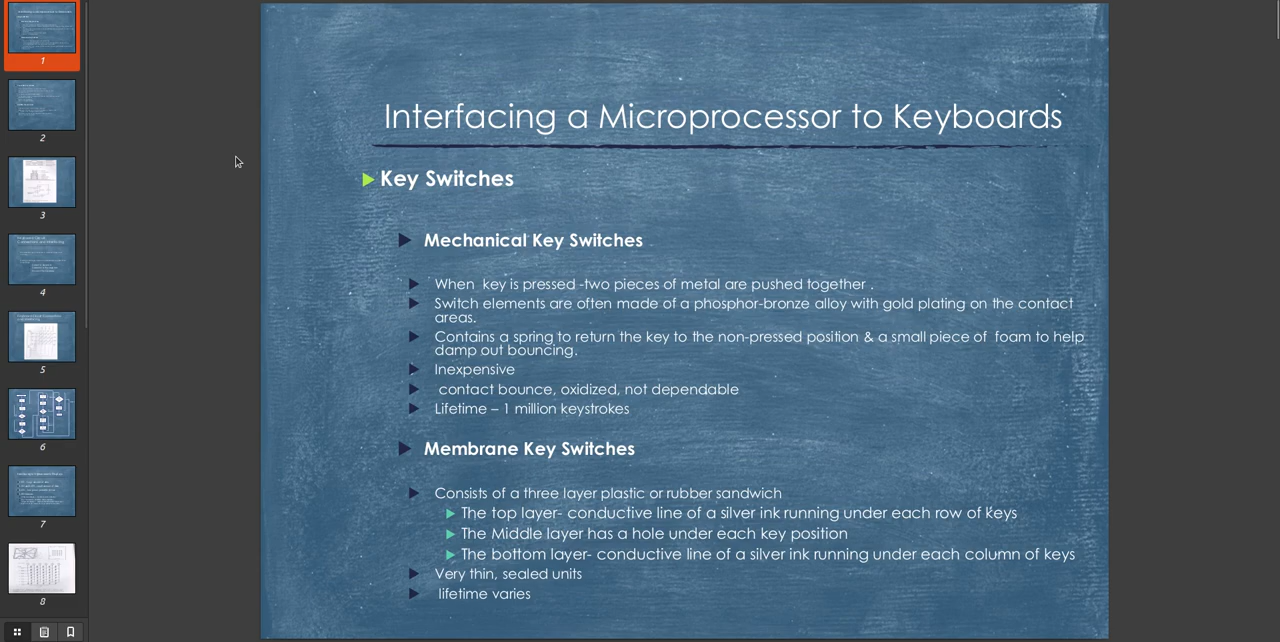 Interfacing a Microprocessor to Keyboards
Key Switches
Mechanical Key Switches
When key is pressed -two pieces of metal are pushed together .
Switch elements are often made of a phosphor-bronze alloy with gold plating on the contact
areas.
Contains a spring to return the key to the non-pressed position & a small piece of foam to help
damp out bouncing.
Inexpensive
contact bounce, oxidized, not dependable
Lifetime – 1 million keystrokes
Membrane Key Switches
Consists of a three layer plastic or rubber sandwich
The top layer- conductive line of a silver ink running under each row of keys
The Middle layer has a hole under each key position
The bottom layer- conductive line of a silver ink running under each column of keys
Very thin, sealed units
lifetime varies
1
2
3
4
5
6
7
8